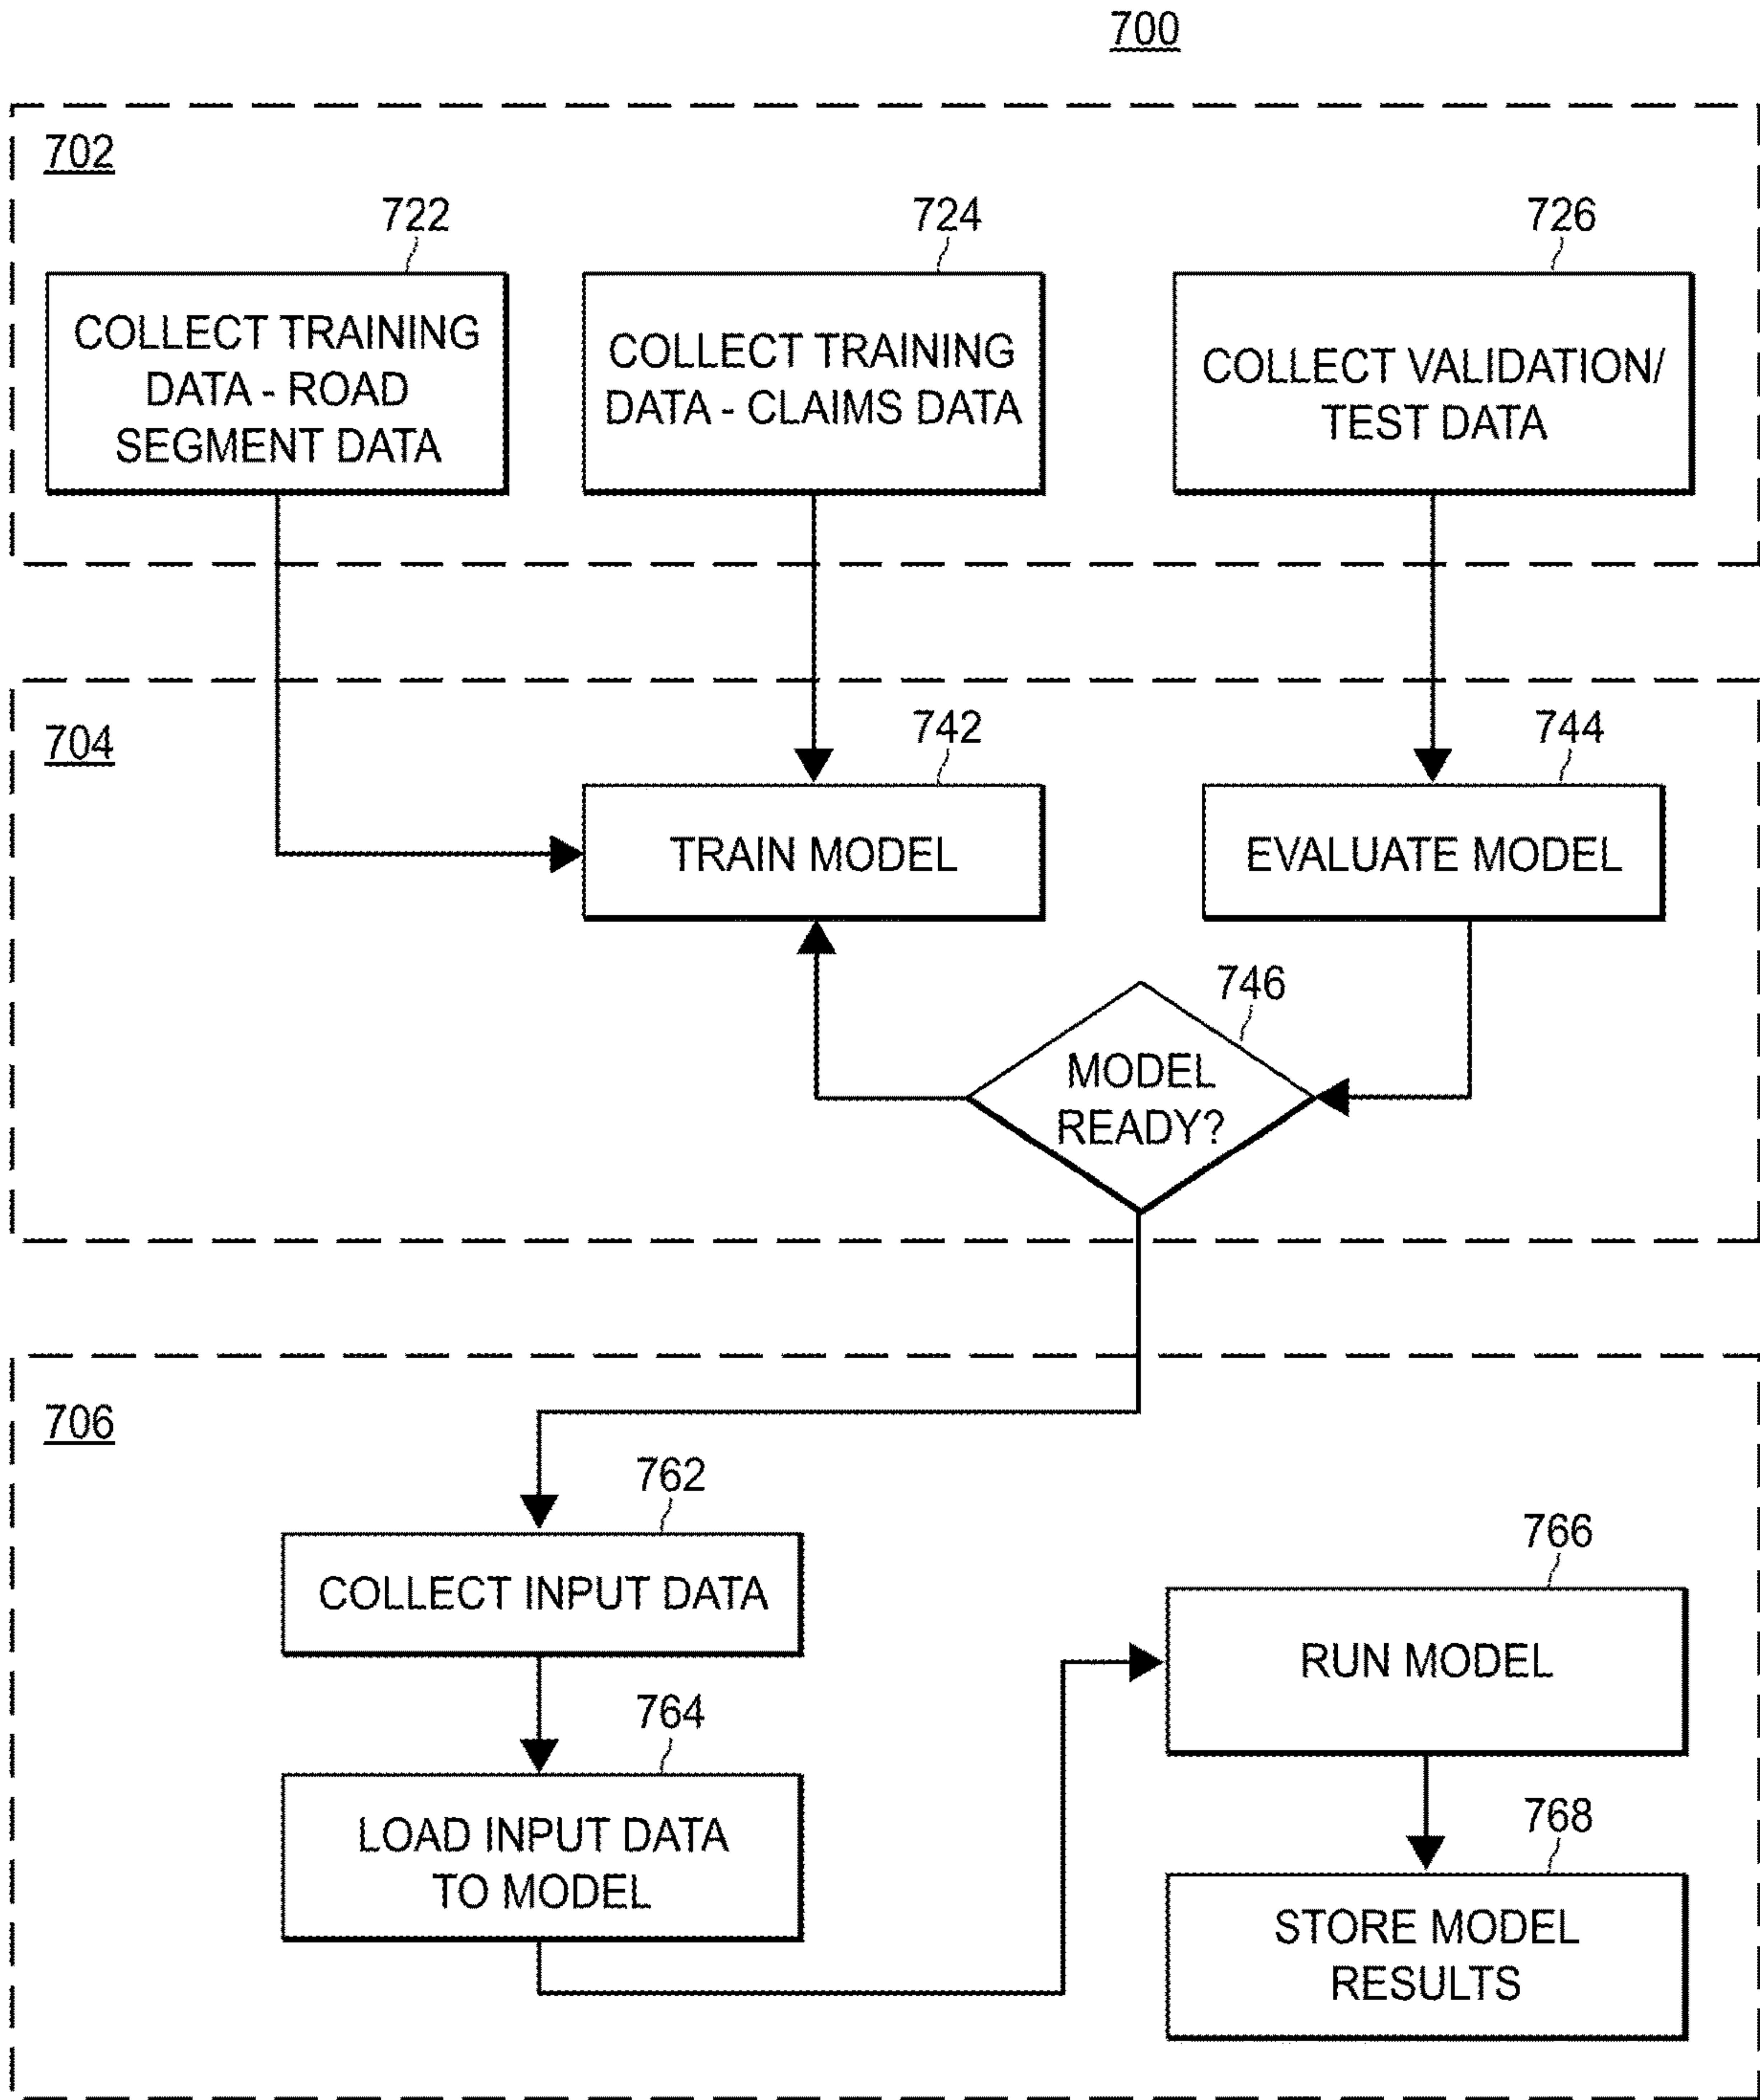 700
702
722
724
726
COLLECT TRAINING
DATA - ROAD
SEGMENT DATA
COLLECT TRAINING
DATA - CLAIMS DATA
COLLECT VALIDATION/
TEST DATA
704
742
744
TRAIN MODEL
EVALUATE MODEL
746
MODEL
READY?
706
762
COLLECT INPUT DATA
764
LOAD INPUT DATA
TO MODEL
766
RUN MODEL
768
STORE MODEL
RESULTS